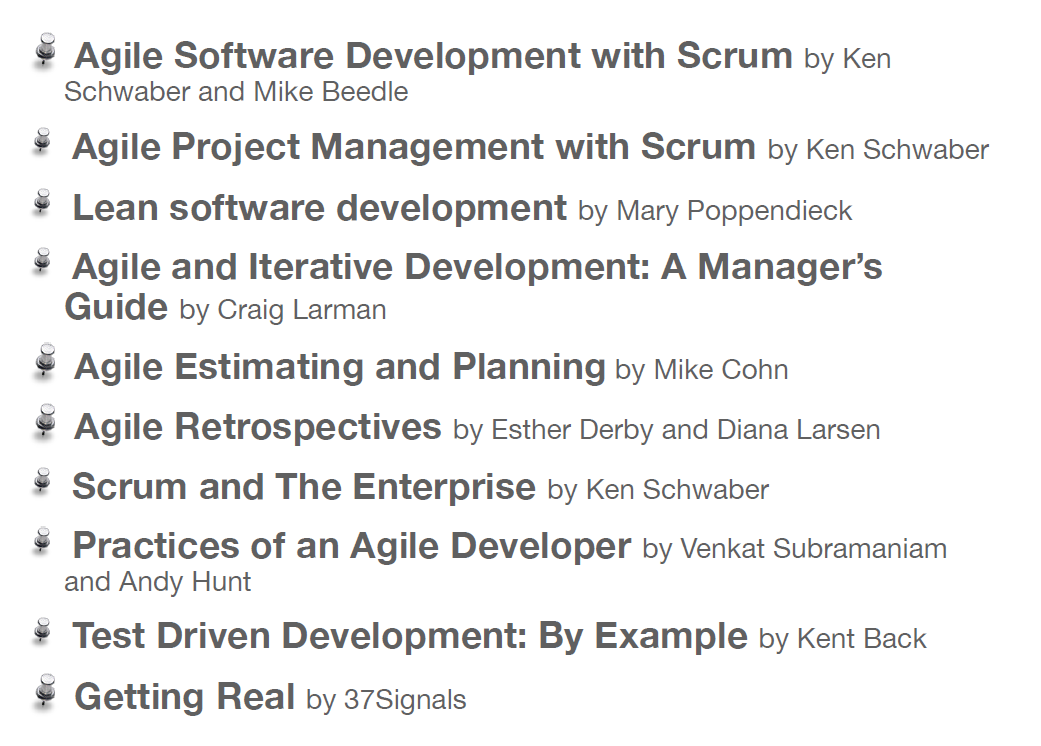 Agile Software Development with Scrum by Ken
Schwaber and Mike Beedle
Agile Project Management with Scrum by Ken Schwaber
Lean software development by Mary Poppendieck
Agile and Iterative Development: A Manager’s
Guide by Craig Larman
Agile Estimating and Planning by Mike Cohn
Agile Retrospectives by Esther Derby and Diana Larsen
Scrum and The Enterprise by Ken Schwaber
Practices of an Agile Developer by Venkat Subramaniam
and Andy Hunt
Test Driven Development: By Example by Kent Back
Getting Real by 37Signals